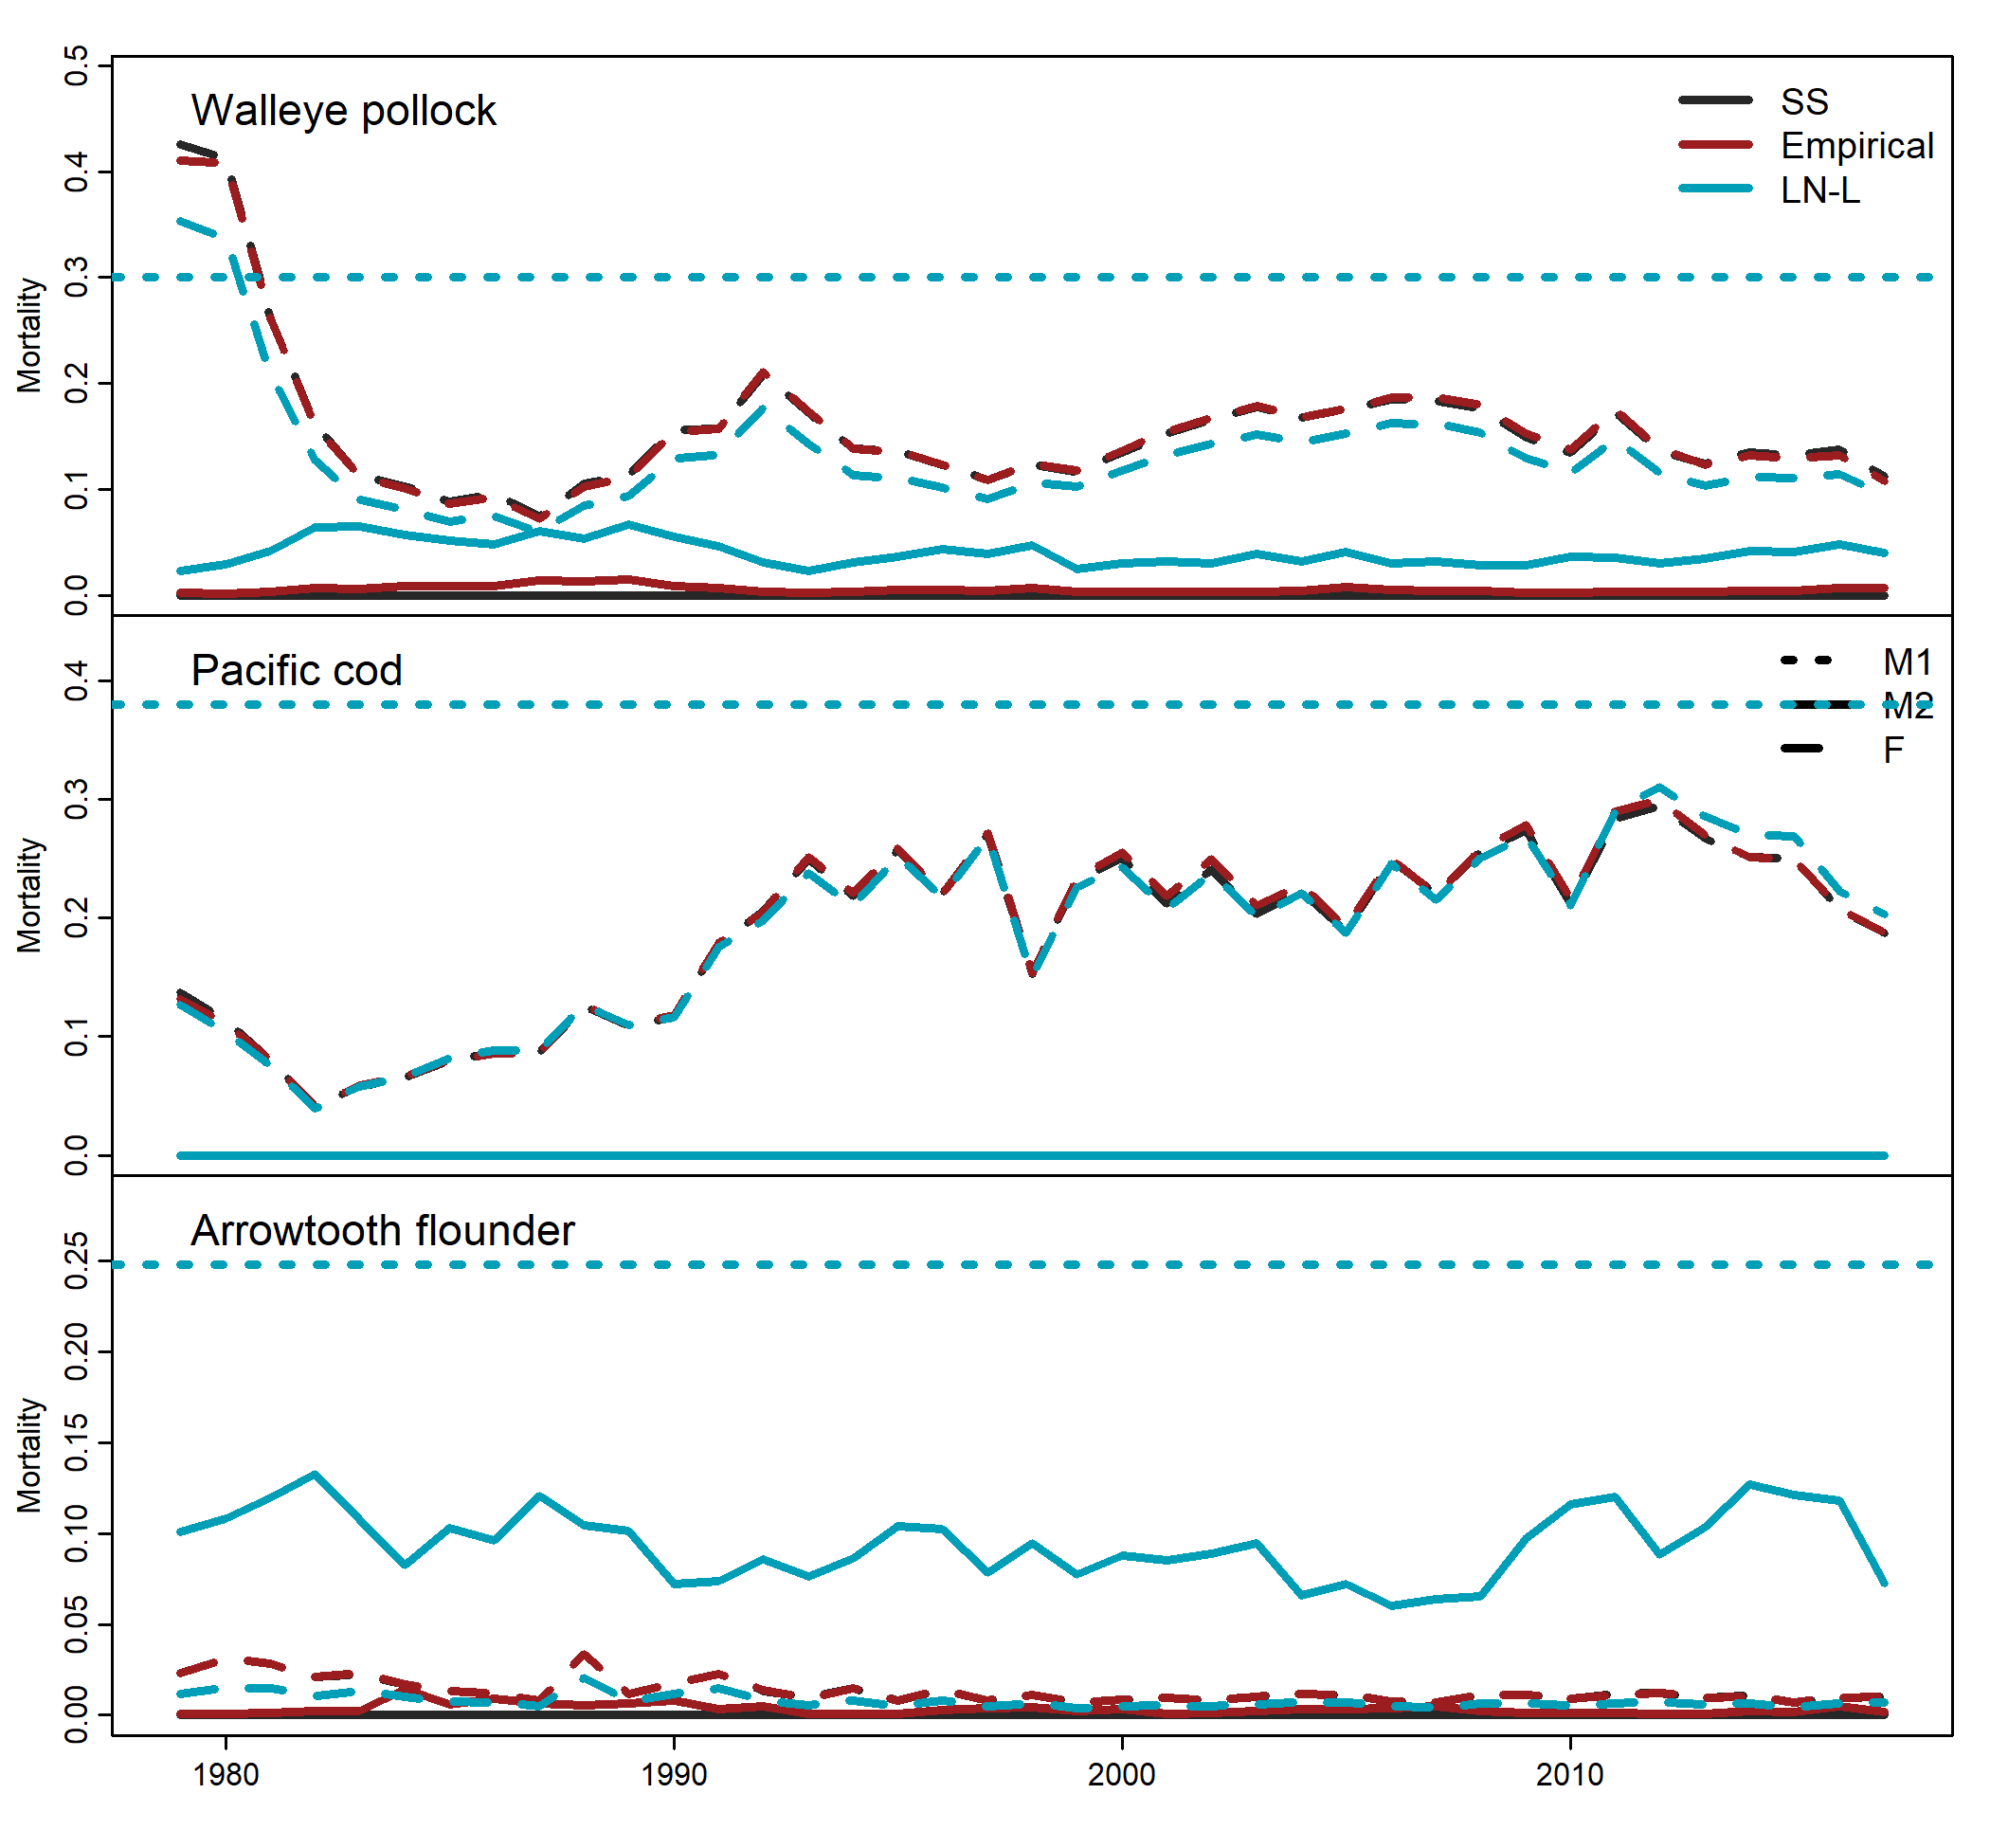 Walleye pollock
SS
Empirical
LN-L
Mortality
0.5
0.4
0.3
0.2
0.1
0.0
Pacific cod
M1
M2
F
Mortality
0.4
0.3
0.2
0.1
0.0
Arrowtooth flounder
Mortality
0.25
0.20
0.15
0.10
0.05
0.00
1980 1990 2000 2010